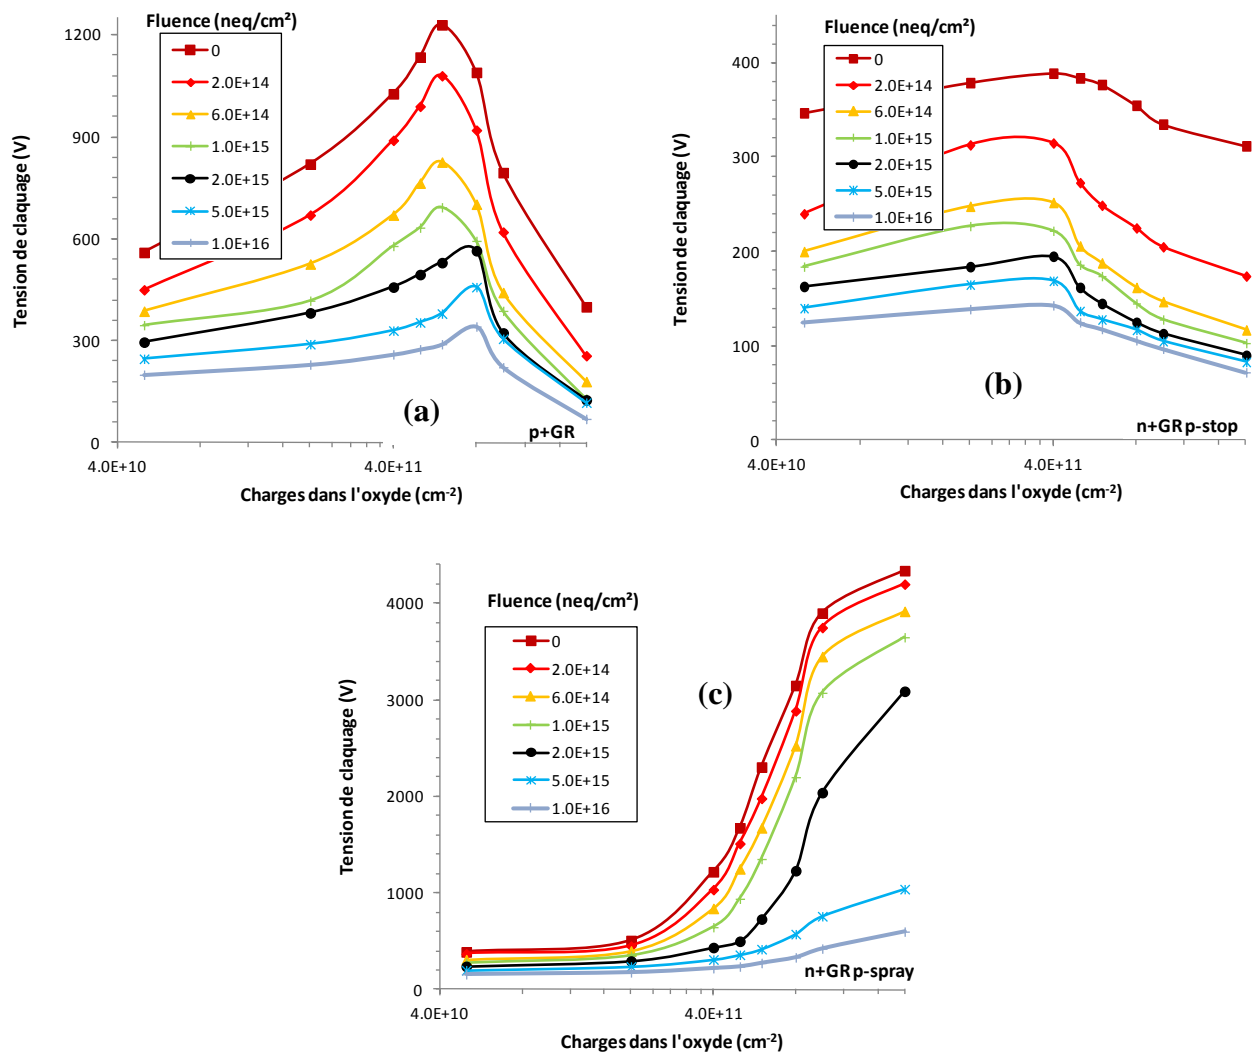 Fluence (neq/cm²)
0
2.0E+14
6.0E+14
1.0E+15
2.0E+15
5.0E+15
1.0E+16
1200
900
600
300
0
Tension de claquage (V)
4.0E+10
4.0E+11
Charges dans l'oxyde (cm-2)
(a)
p+GR
Fluence (neq/cm²)
0
2.0E+14
6.0E+14
1.0E+15
2.0E+15
5.0E+15
1.0E+16
400
300
200
100
0
Tension de claquage (V)
4.0E+10
4.0E+11
Charges dans l'oxyde (cm-2)
(b)
n+GR p-stop
Fluence (neq/cm²)
0
2.0E+14
6.0E+14
1.0E+15
2.0E+15
5.0E+15
1.0E+16
4000
3000
2000
1000
0
Tension de claquage (V)
4.0E+10
4.0E+11
Charges dans l'oxyde (cm-2)
(c)
n+GR p-spray